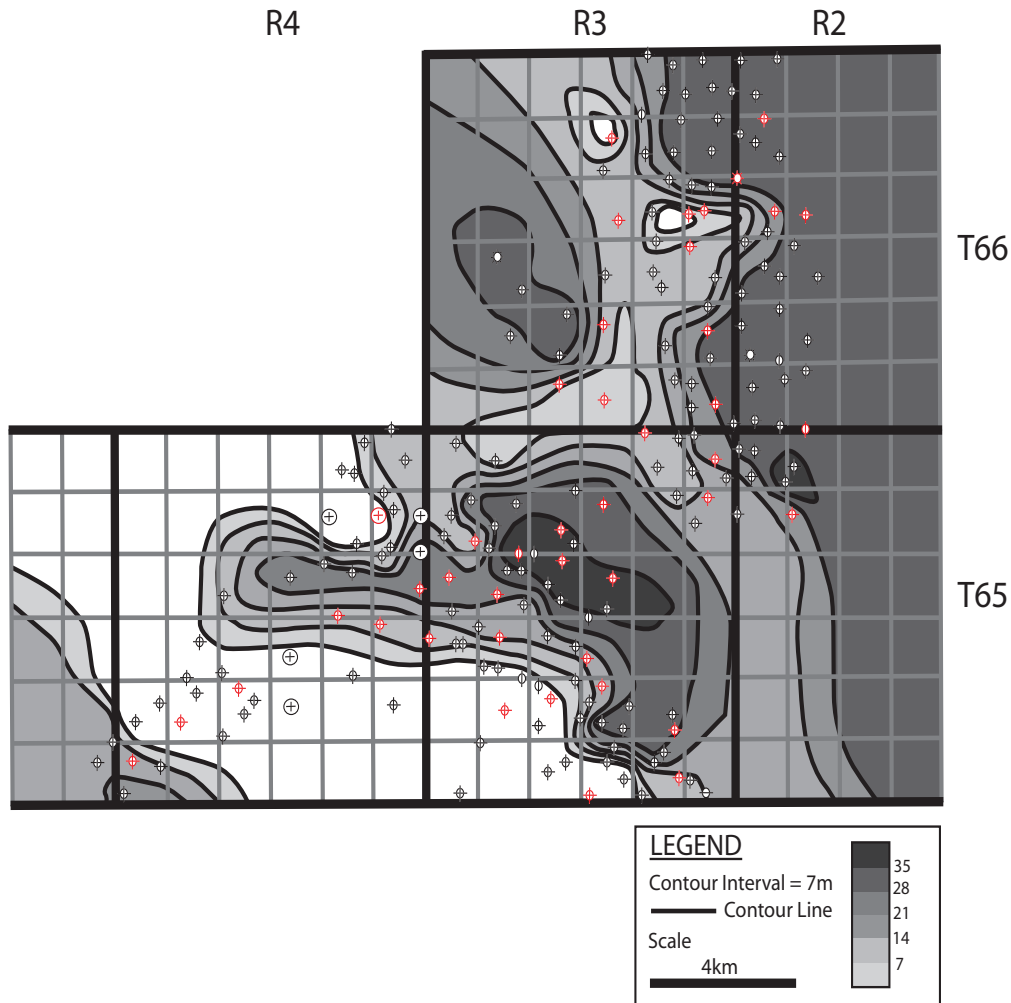 R4 R3 R2
T66
T65
LEGEND
Contour Interval = 7m
Contour Line
Scale
4km
35
28
21
14
7